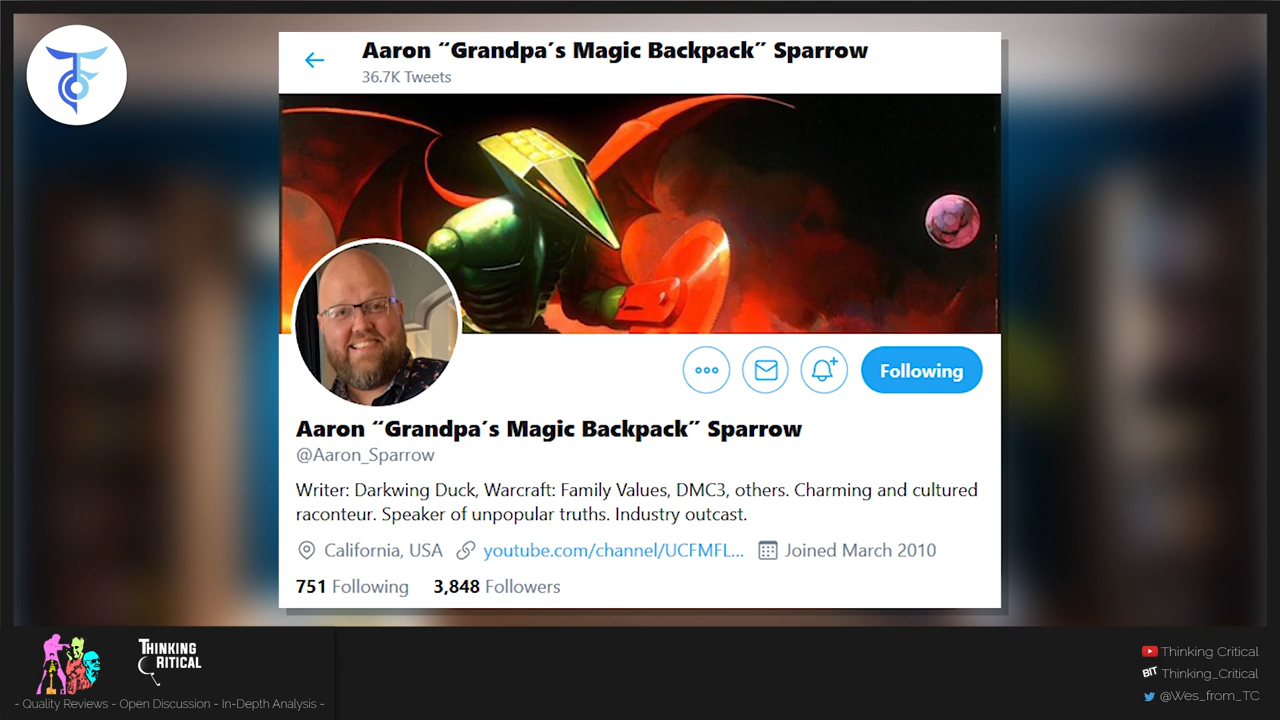 Aaron “Grandpa’s Magic Backpack” Sparrow
36.7K Tweets
Following
Aaron “Grandpa’s Magic Backpack” Sparrow
@Aaron_Sparrow
Writer: Darkwing Duck, Warcraft: Family Values, DMC3, others. Charming and cultured
raconteur. Speaker of unpopular truths. Industry outcast.
California, USA youtube.com/channel/UCFMFL... Joined March 2010
751 Following 3,848 Followers
THINKING
CRITICAL
- Quality Reviews - Open Discussion - In-Depth Analysis -
Thinking Critical
BIT Thinking_Critical
@Wes_from_TC